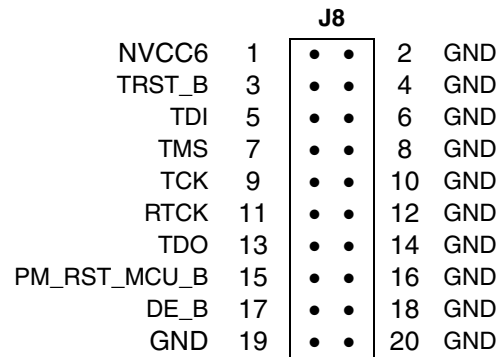 J8
NVCC6 1 2 GND
TRST_B 3 4 GND
TDI 5 6 GND
TMS 7 8 GND
TCK 9 10 GND
RTCK 11 12 GND
TDO 13 14 GND
PM_RST_MCU_B 15 16 GND
DE_B 17 18 GND
GND 19 20 GND